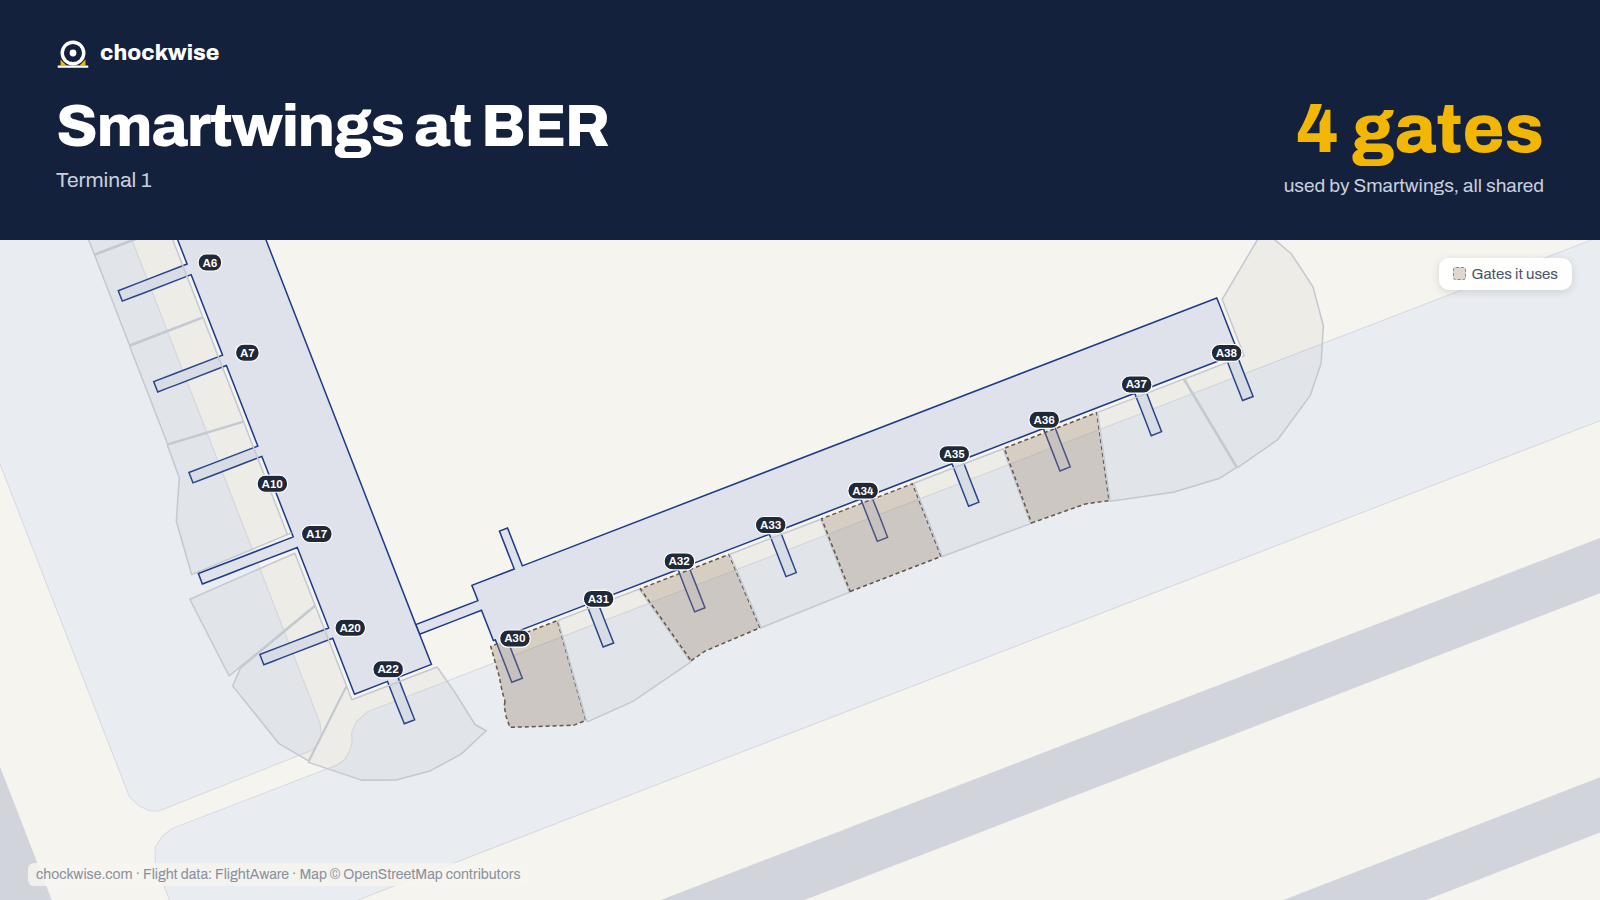 chockwise
Smartwings at BER
Terminal 1
4 gates
used by Smartwings, all shared
Gates it uses
A6
A7
A10
A17
A20
A22
A30
A31
A32
A33
A34
A35
A36
A37
A38
chockwise.com · Flight data: FlightAware · Map © OpenStreetMap contributors